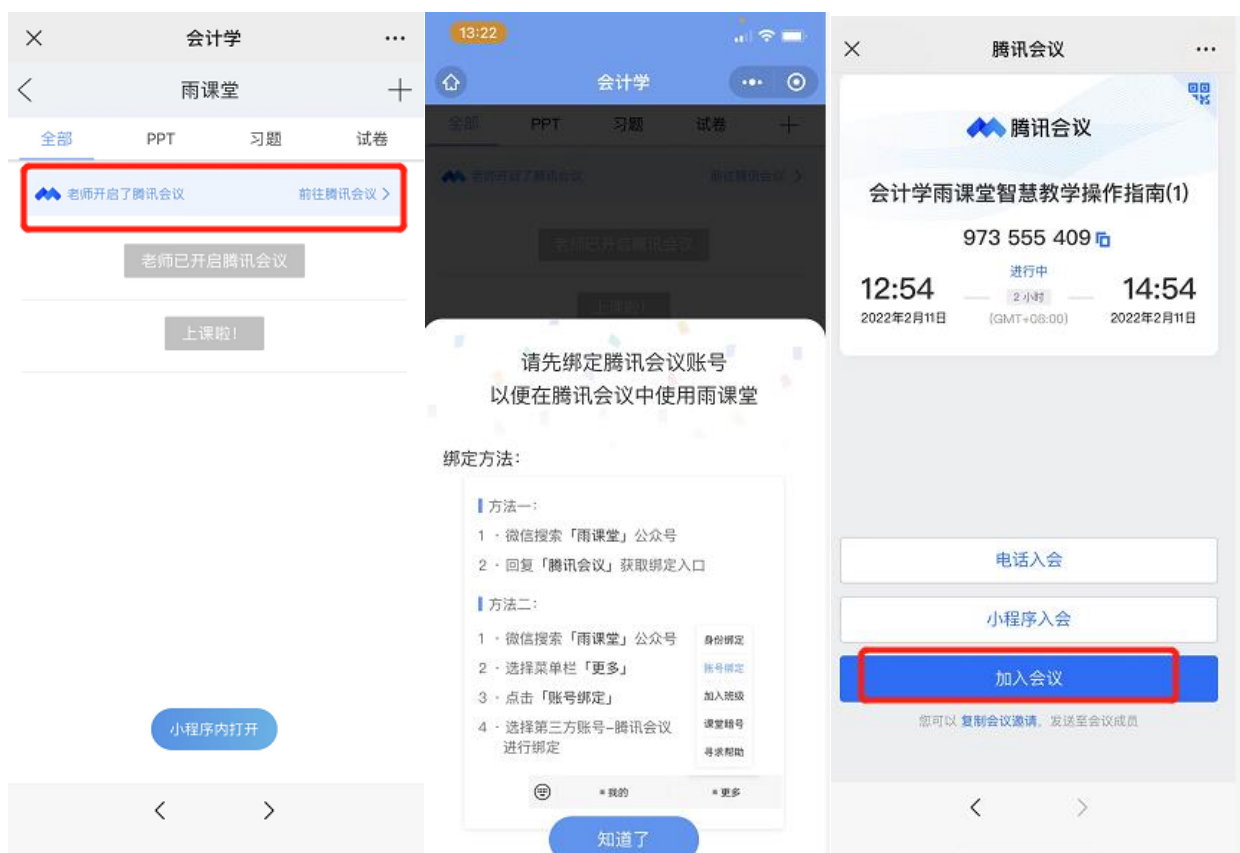 会计学
雨课堂
全部 PPT 习题 试卷
老师开启了腾讯会议 前往腾讯会议
老师已开启腾讯会议
上课啦!
小程序内打开
13:22
会计学
全部 PPT 习题 试卷
老师开启了腾讯会议 前往腾讯会议
老师已开启腾讯会议
上课啦!
请先绑定腾讯会议账号
以便在腾讯会议中使用雨课堂
绑定方法:
方法一:
1 · 微信搜索「雨课堂」公众号
2 · 回复「腾讯会议」获取绑定入口
方法二:
1 · 微信搜索「雨课堂」公众号
2 · 选择菜单栏「更多」
3 · 点击「账号绑定」
4 · 选择第三方账号-腾讯会议
进行绑定
身份绑定
账号绑定
加入班级
课堂暗号
寻求帮助
≡ 我的 ≡ 更多
知道了
腾讯会议
腾讯会议
会计学雨课堂智慧教学操作指南(1)
973 555 409
进行中
12:54 2小时 14:54
2022年2月11日 (GMT+08:00) 2022年2月11日
电话入会
小程序入会
加入会议
您可以 复制会议邀请, 发送至会议成员